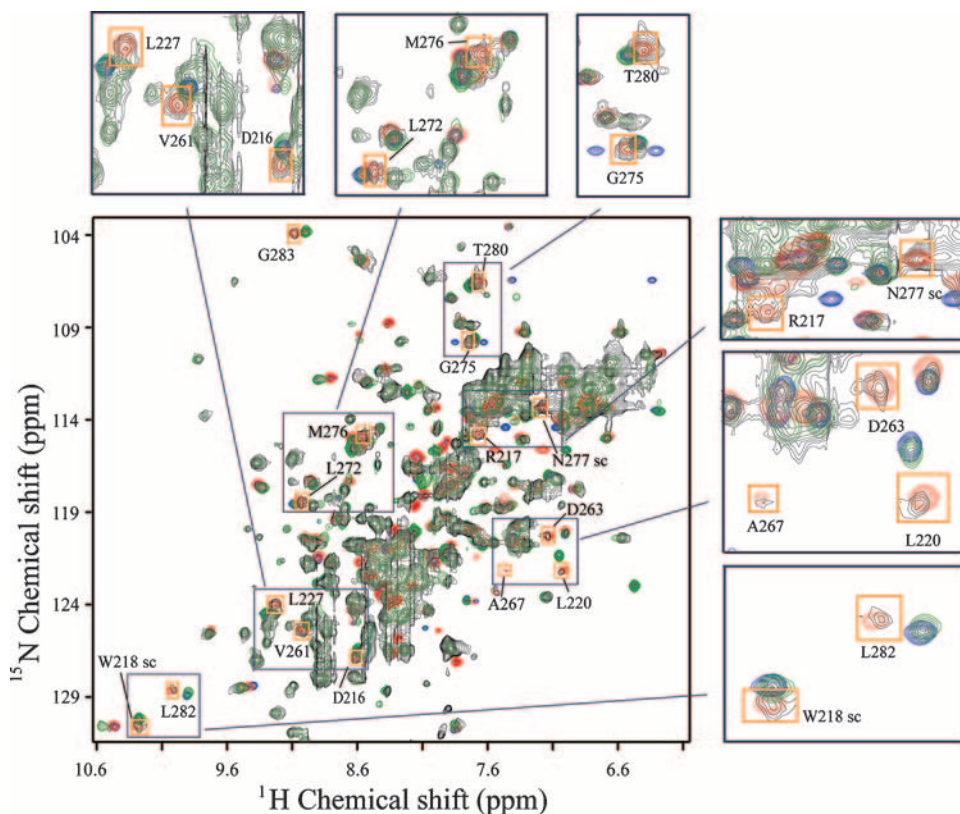 L227
V261
D216
M276
L272
T280
G275
104
G283
T280
N277 sc
R217
109
G275
114
M276
R217
N277 sc
D263
L272
119
D263
A267
L220
A267
L220
124
L227
V261
W218 sc
D216
129
L282
L282
W218 sc
10.6 9.6 8.6 7.6 6.6
15N Chemical shift (ppm)
1H Chemical shift (ppm)